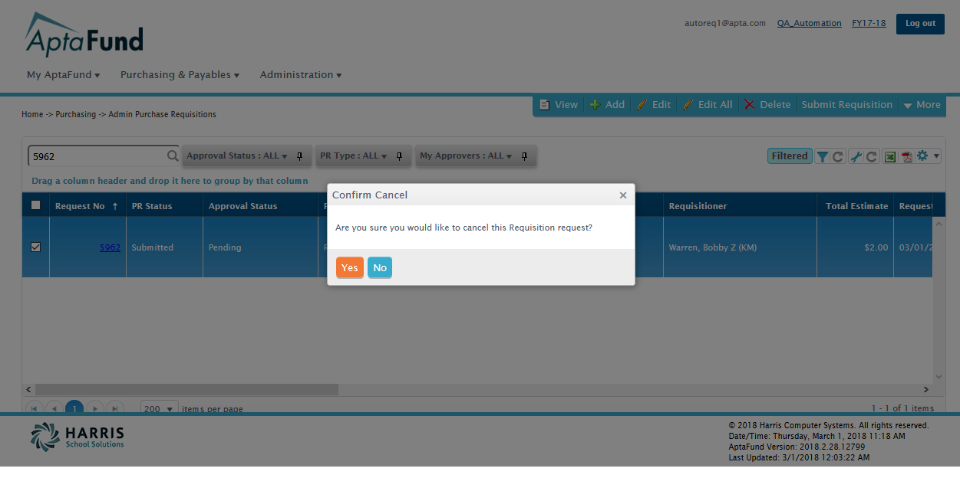 autoreq1@apta.com QA_Automation FY17-18 Log out
AptaFund
My AptaFund Purchasing & Payables Administration
Home -> Purchasing -> Admin Purchase Requisitions
View Add Edit Edit All Delete Submit Requisition More
5962 Approval Status : ALL PR Type : ALL My Approvers : ALL Filtered
Drag a column header and drop it here to group by that column
Request No ↑ PR Status Approval Status Requisitioner Total Estimate
5962 Submitted Pending Warren, Bobby Z (KM) $2.00 03/01/2
Confirm Cancel ×
Are you sure you would like to cancel this Requisition request?
Yes No
1 200 items per page 1 - 1 of 1 items
HARRIS
School Solutions
© 2018 Harris Computer Systems. All rights reserved.
Date/Time: Thursday, March 1, 2018 11:18 AM
AptaFund Version: 2018.2.28.12799
Last Updated: 3/1/2018 12:03:22 AM